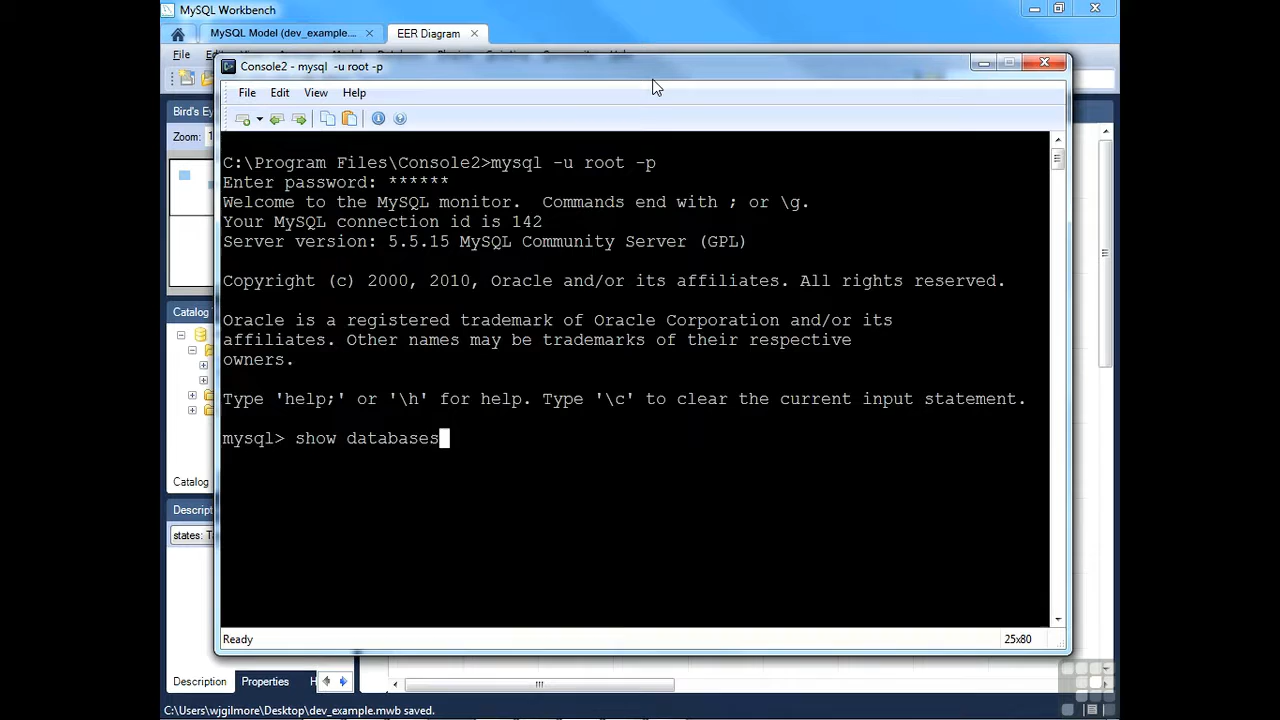 MySQL Workbench
MySQL Model (dev_example.... ×
EER Diagram ×
File
Console2 - mysql -u root -p
File Edit View Help
Bird's Ey
Zoom: 1
C:\Program Files\Console2>mysql -u root -p
Enter password: ******
Welcome to the MySQL monitor.  Commands end with ; or \g.
Your MySQL connection id is 142
Server version: 5.5.15 MySQL Community Server (GPL)
Copyright (c) 2000, 2010, Oracle and/or its affiliates. All rights reserved.
Oracle is a registered trademark of Oracle Corporation and/or its
affiliates. Other names may be trademarks of their respective
owners.
Type 'help;' or '\h' for help. Type '\c' to clear the current input statement.
mysql> show databases
Catalog T
Catalog
Descript
states: T
Ready
25x80
Description Properties H
C:\Users\wjgilmore\Desktop\dev_example.mwb saved.